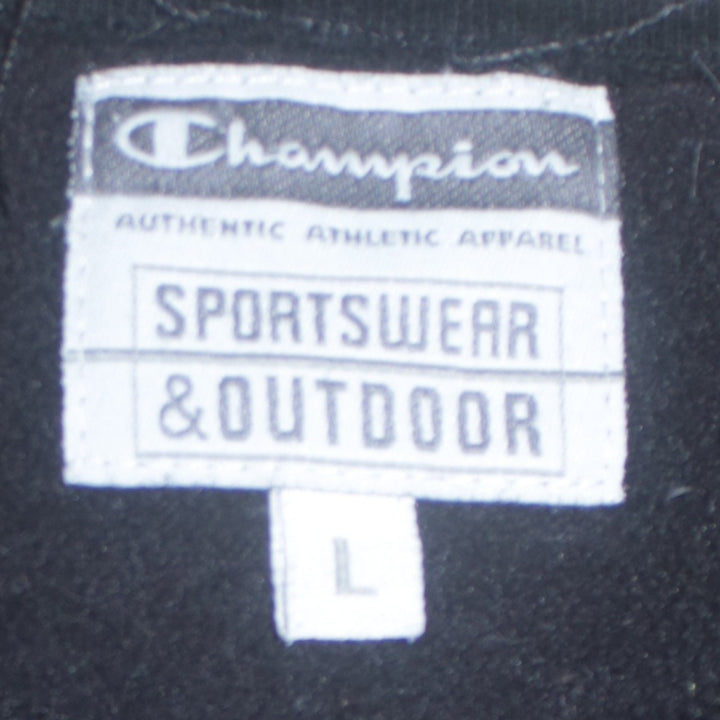 Champion
AUTHENTIC ATHLETIC APPAREL
SPORTSWEAR
&OUTDOOR
L